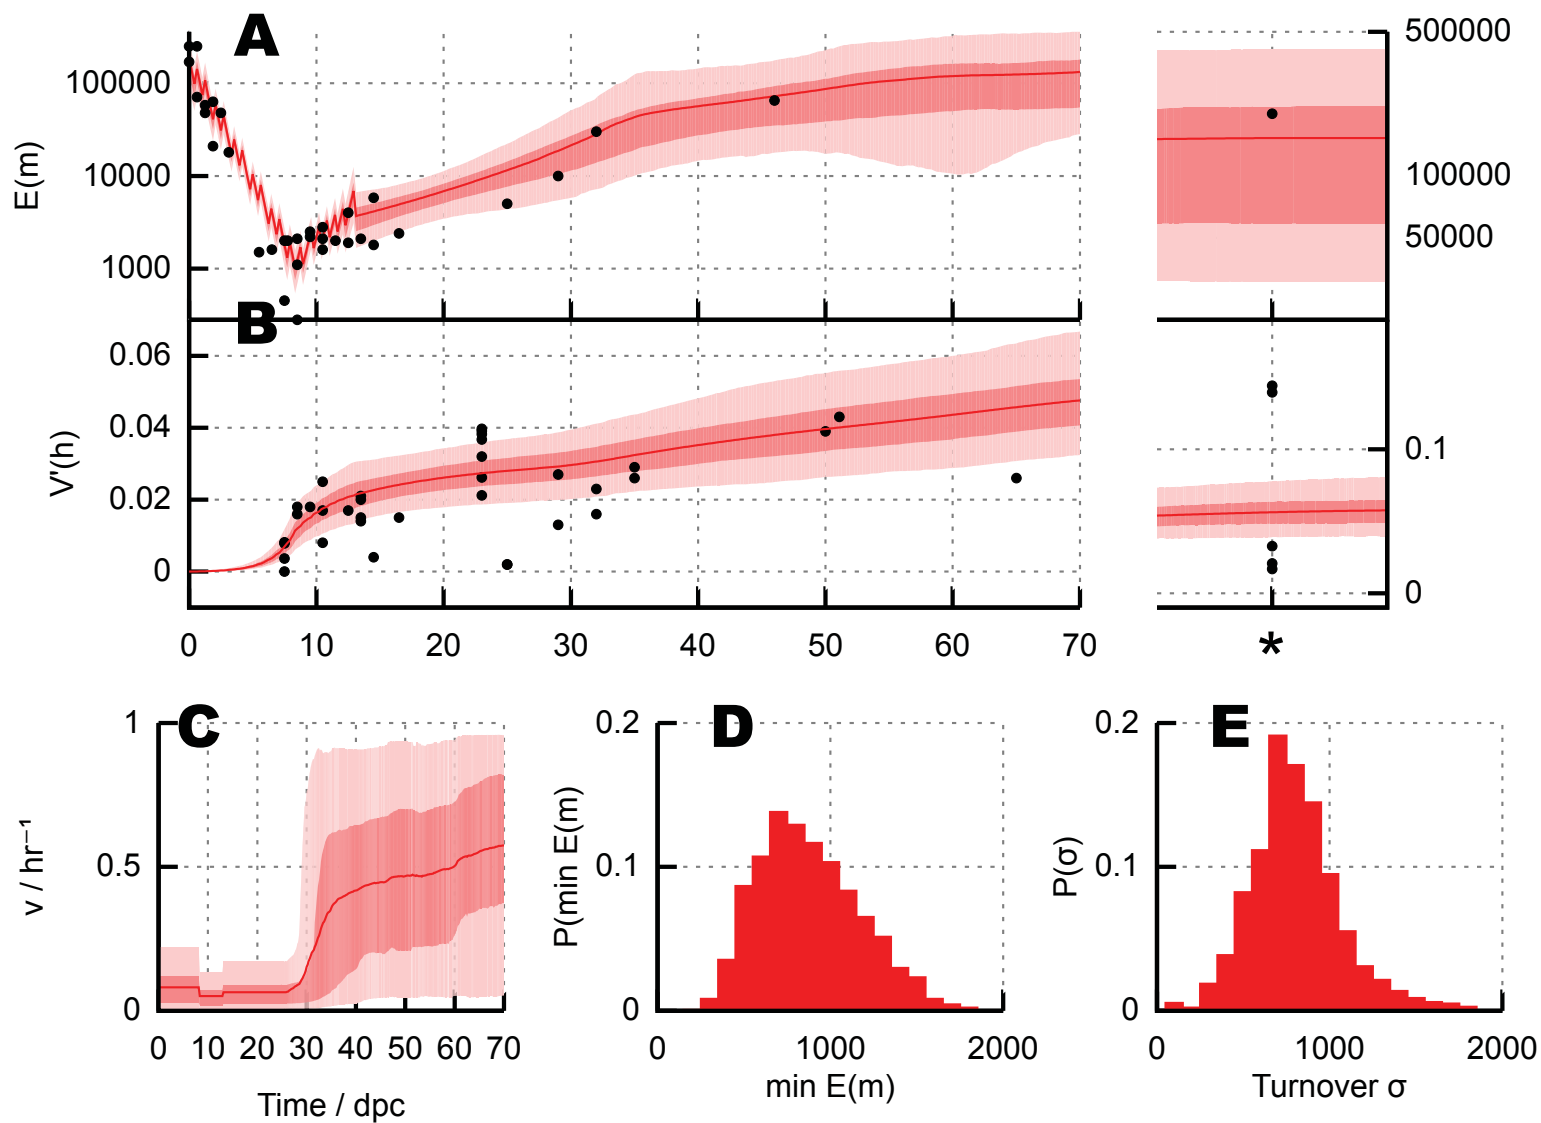 A
E(m)
100000
10000
1000
500000
100000
50000
B
V'(h)
0.06
0.04
0.02
0
0.1
0
0 10 20 30 40 50 60 70
*
C
v / hr⁻¹
1
0.5
0
0 10 20 30 40 50 60 70
Time / dpc
D
P(min E(m)
0.2
0.1
0
0 1000 2000
min E(m)
E
P(σ)
0.2
0.1
0
0 1000 2000
Turnover σ